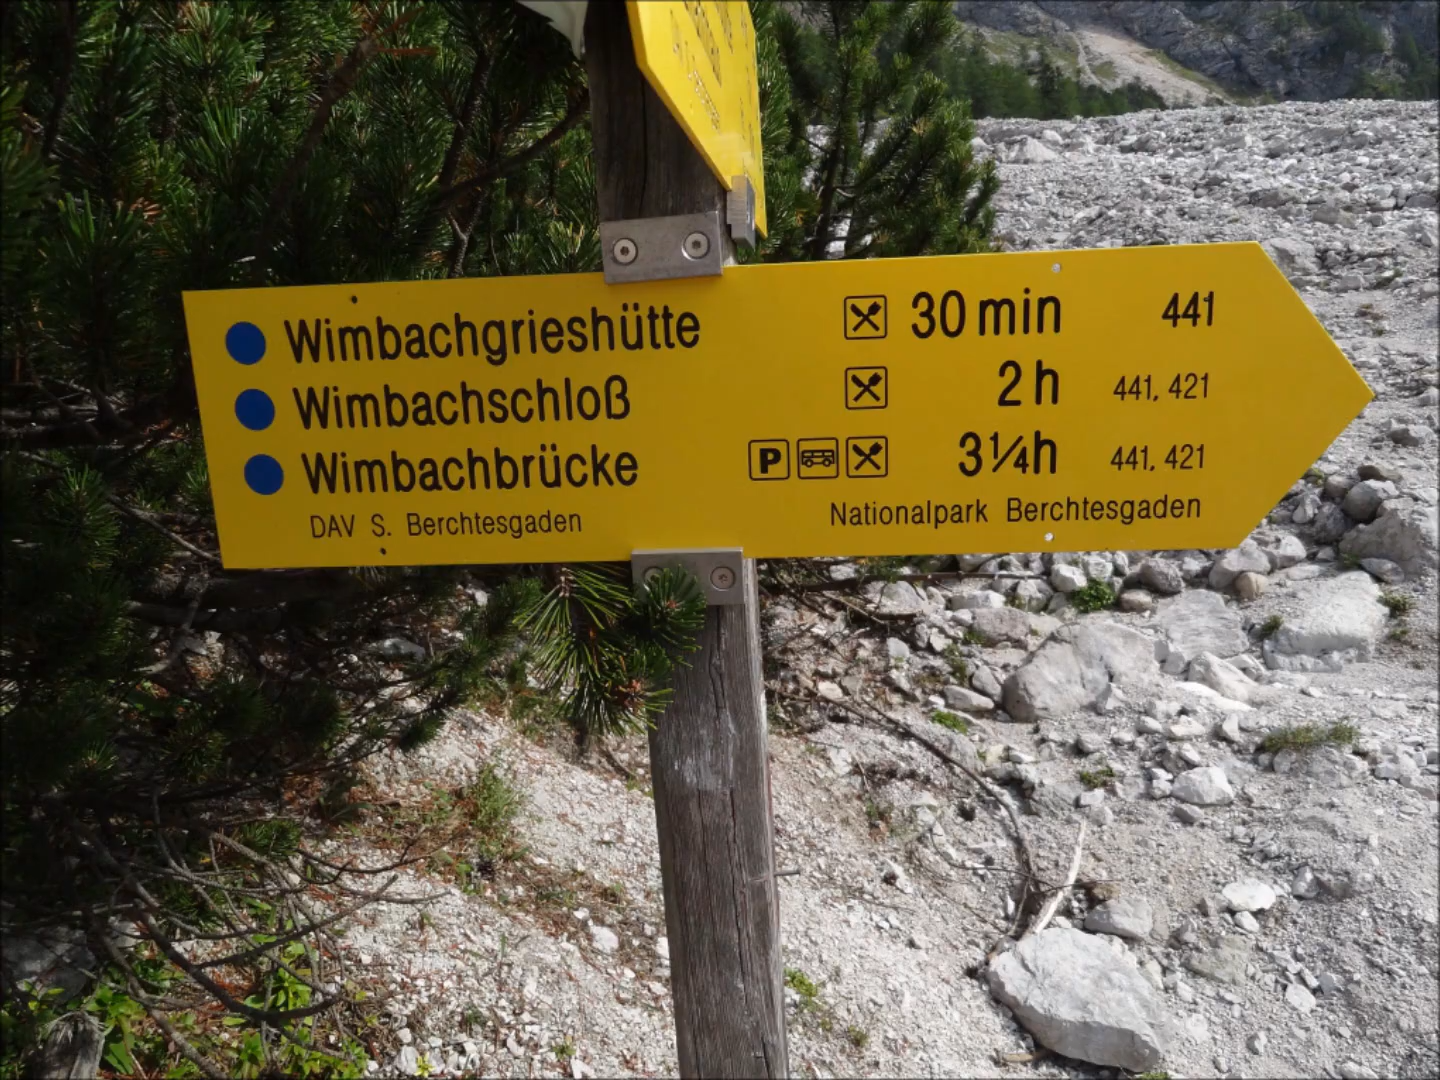 Wimbachgrieshütte 30 min 441
Wimbachschloß 2 h 441, 421
Wimbachbrücke P 3¼h 441, 421
DAV S. Berchtesgaden Nationalpark Berchtesgaden